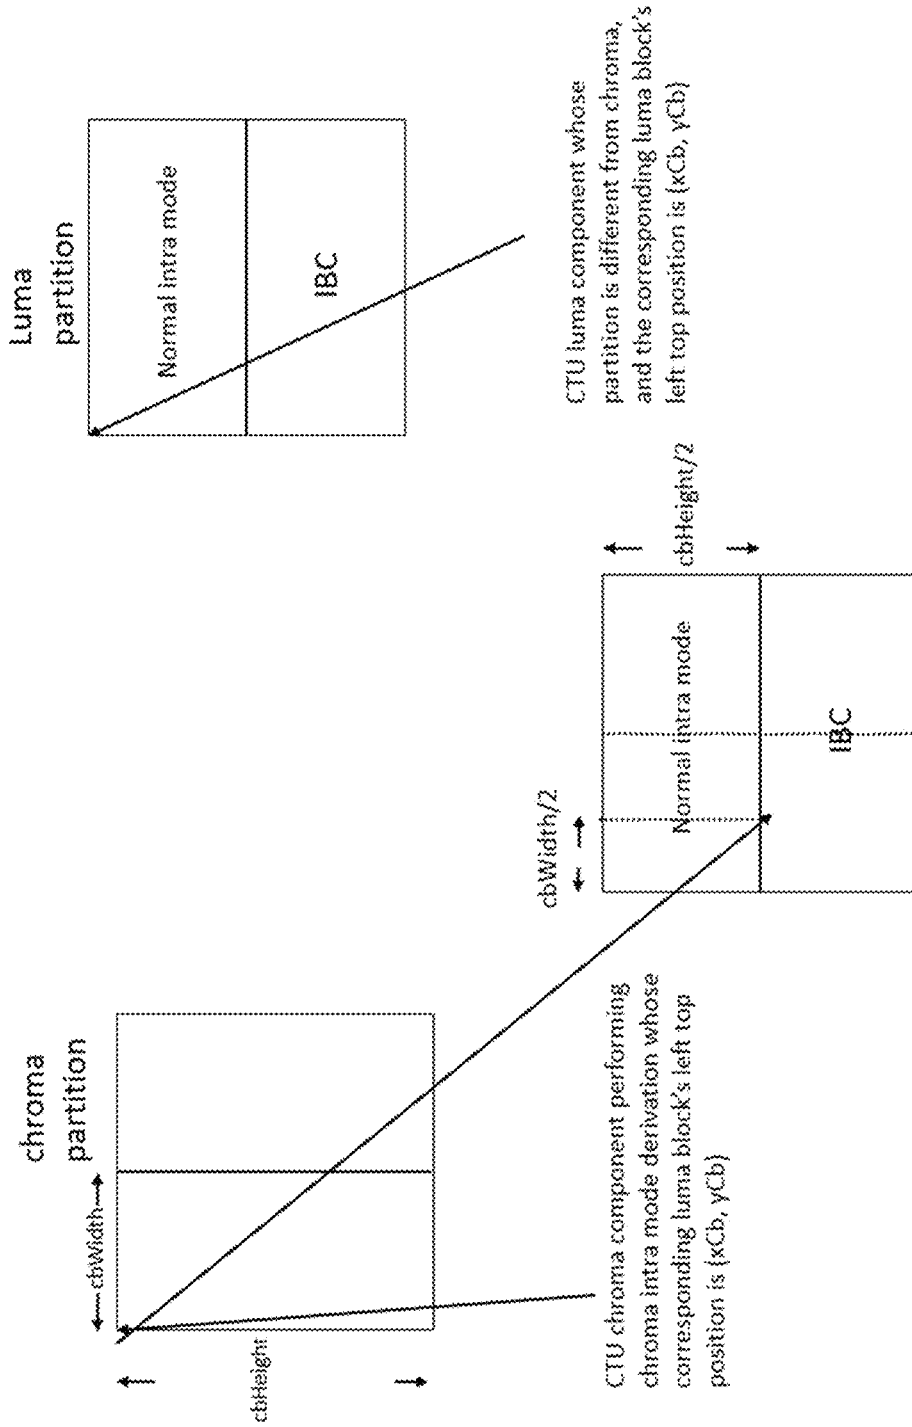 chroma
partition
cbWidth
cbHeight
CTU chroma component performing
chroma intra mode derivation whose
corresponding luma block's left top
position is (xCb, yCb)
cbWidth/2
Normal intra mode
IBC
cbHeight/2
Luma
partition
Normal intra mode
IBC
CTU luma component whose
partition is different from chroma,
and the corresponding luma block's
left top position is (xCb, yCb)